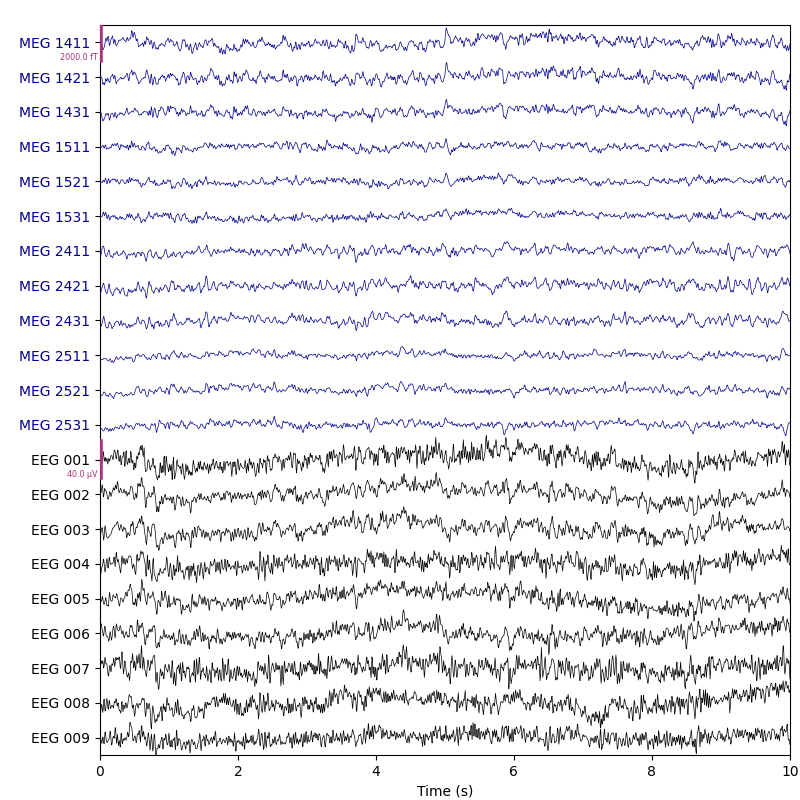 MEG 1411
2000.0 fT
MEG 1421
MEG 1431
MEG 1511
MEG 1521
MEG 1531
MEG 2411
MEG 2421
MEG 2431
MEG 2511
MEG 2521
MEG 2531
EEG 001
40.0 µV
EEG 002
EEG 003
EEG 004
EEG 005
EEG 006
EEG 007
EEG 008
EEG 009
0 2 4 6 8 10
Time (s)